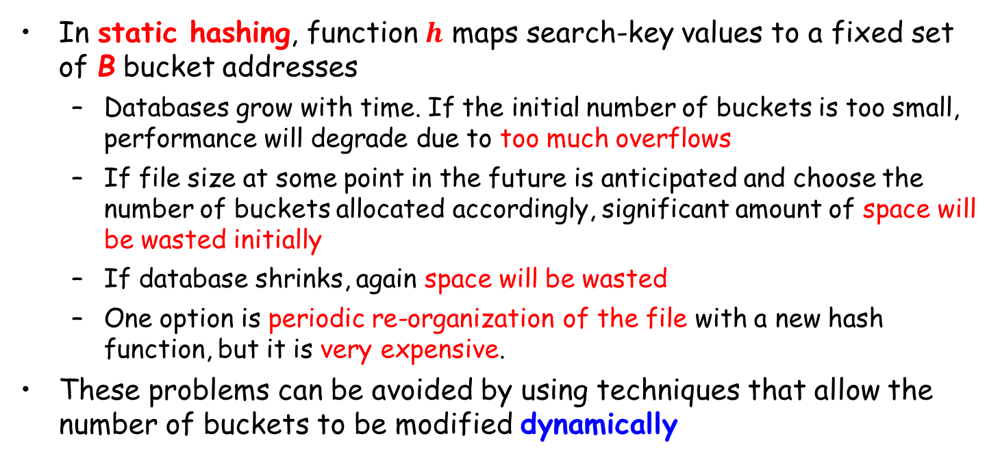 • In static hashing, function h maps search-key values to a fixed set
of B bucket addresses
– Databases grow with time. If the initial number of buckets is too small,
performance will degrade due to too much overflows
– If file size at some point in the future is anticipated and choose the
number of buckets allocated accordingly, significant amount of space will
be wasted initially
– If database shrinks, again space will be wasted
– One option is periodic re-organization of the file with a new hash
function, but it is very expensive.
• These problems can be avoided by using techniques that allow the
number of buckets to be modified dynamically